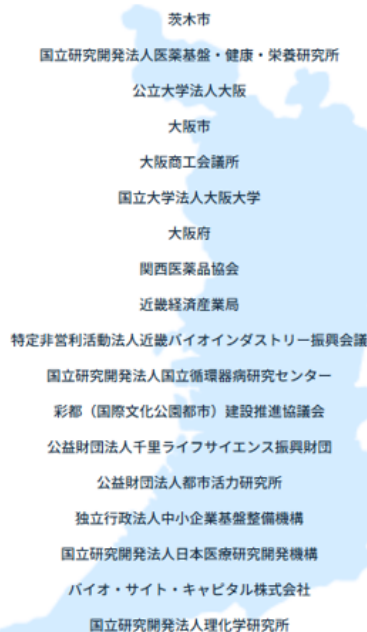 茨木市
国立研究開発法人医薬基盤・健康・栄養研究所
公立大学法人大阪
大阪市
大阪商工会議所
国立大学法人大阪大学
大阪府
関西医薬品協会
近畿経済産業局
特定非営利活動法人近畿バイオインダストリー振興会議
国立研究開発法人国立循環器病研究センター
彩都（国際文化公園都市）建設推進協議会
公益財団法人千里ライフサイエンス振興財団
公益財団法人都市活力研究所
独立行政法人中小企業基盤整備機構
国立研究開発法人日本医療研究開発機構
バイオ・サイト・キャピタル株式会社
国立研究開発法人理化学研究所